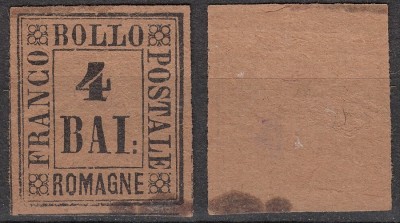 BOLLO
FRANCO
POSTALE
4
BAI:
ROMAGNE